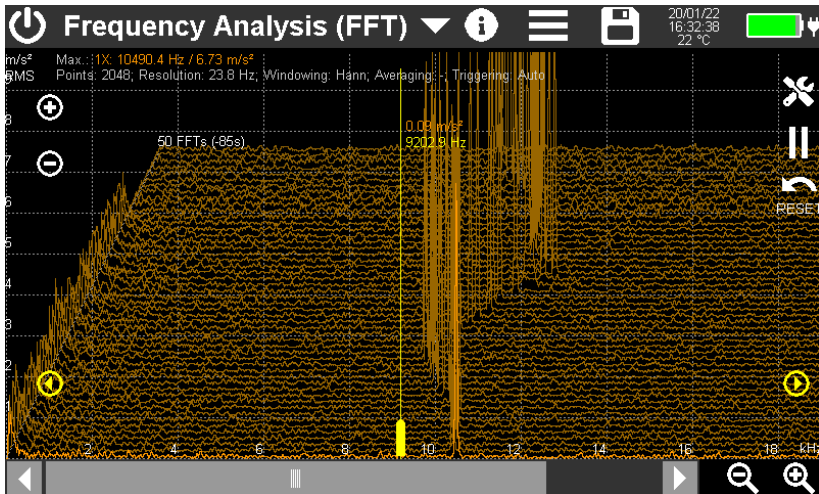 Frequency Analysis (FFT)
20/01/22
16:32:38
22 °C
m/s²
RMS
Max.: 1X: 10490.4 Hz / 6.73 m/s²
Points: 2048; Resolution: 23.8 Hz; Windowing: Hann; Averaging: -; Triggering: Auto
9
8
7
6
5
4
3
2
1
50 FFTs (-85s)
0.09 m/s²
9202.9 Hz
RESET
2 4 6 8 10 12 14 16 18 kHz